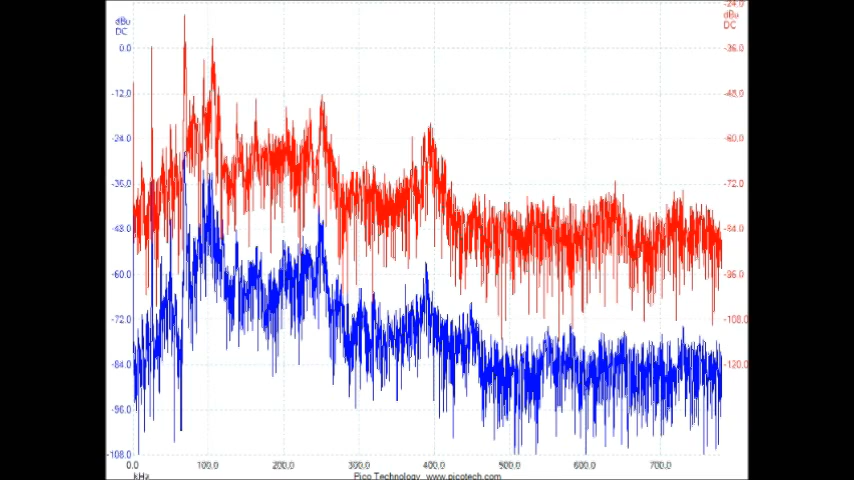 -24.0
dBu dBu
DC DC
0.0 -36.0
-12.0 -48.0
-24.0 -60.0
-36.0 -72.0
-48.0 -84.0
-60.0 -96.0
-72.0 -108.0
-84.0 -120.0
-96.0
-108.0
0.0 100.0 200.0 300.0 400.0 500.0 600.0 700.0
kHz Pico Technology www.picotech.com